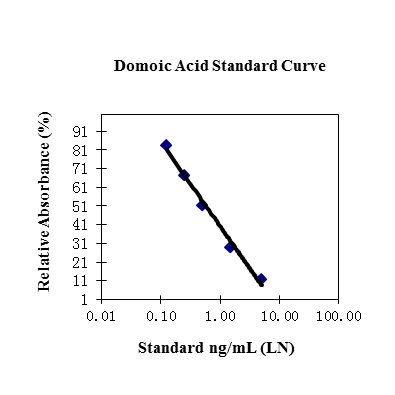 Domoic Acid Standard Curve
Relative Absorbance (%)
91
81
71
61
51
41
31
21
11
1
0.01 0.10 1.00 10.00 100.00
Standard ng/mL (LN)